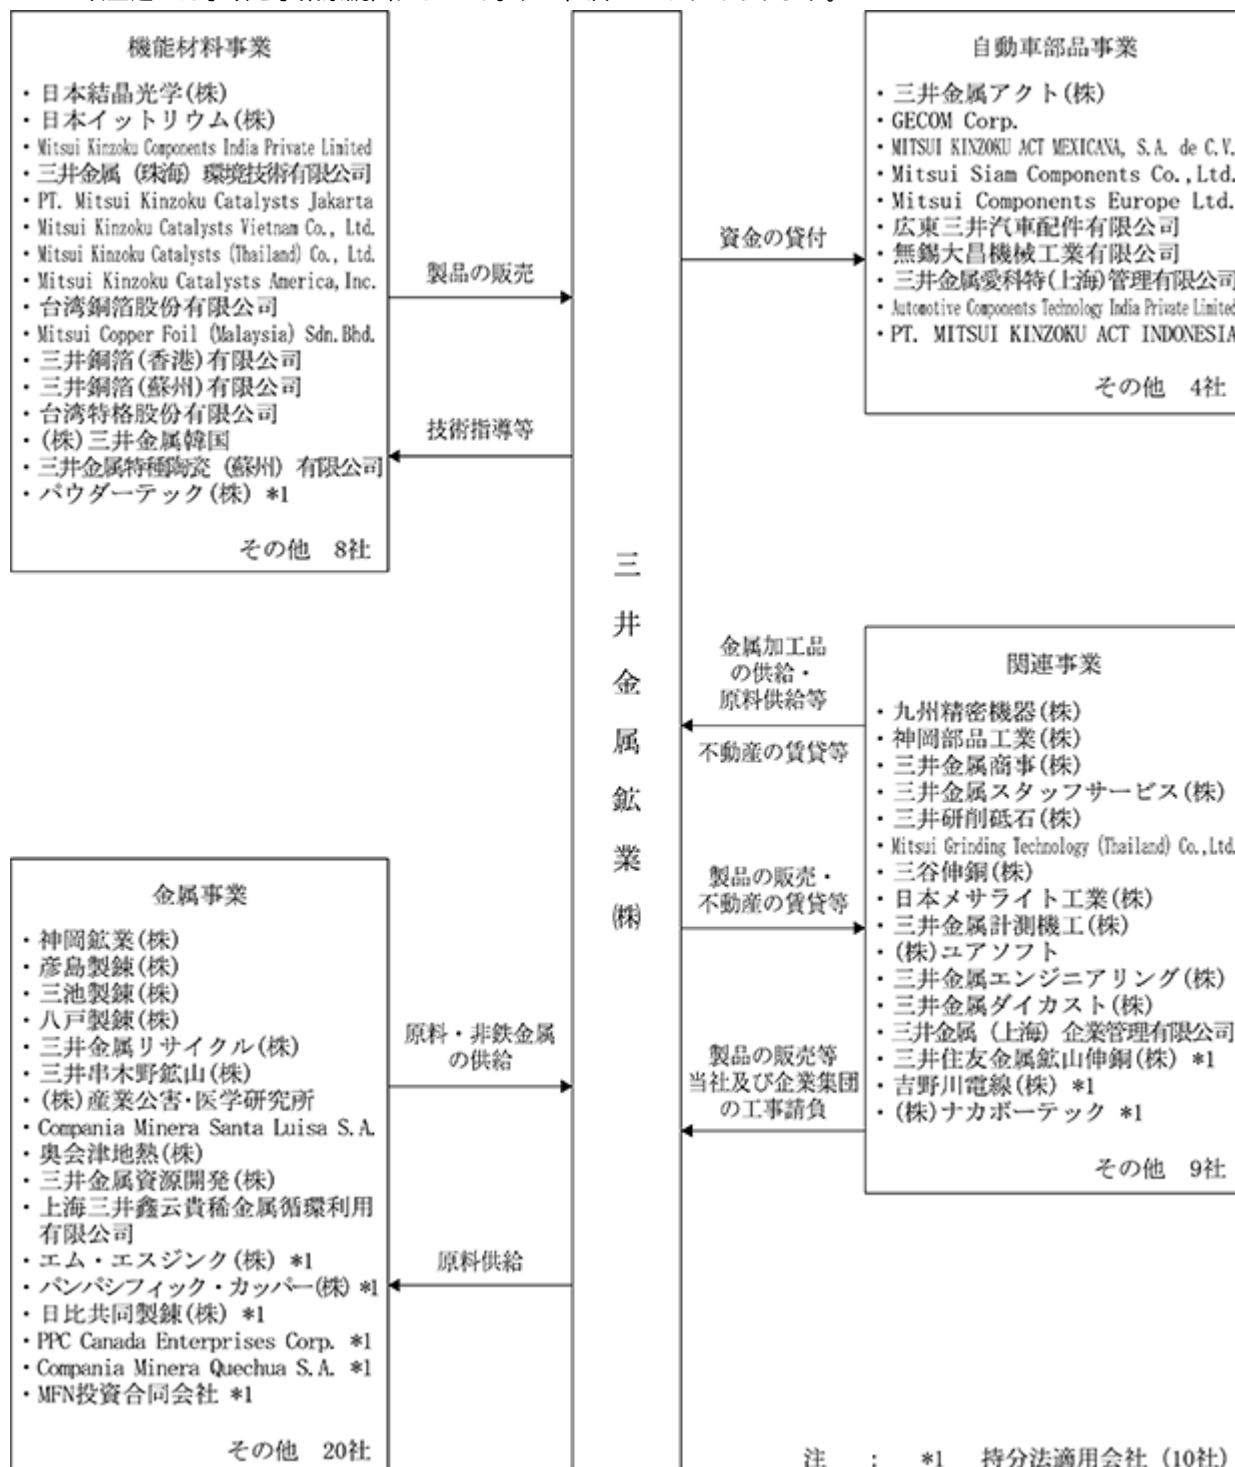 機能材料事業
・日本結晶光学(株)
・日本イットリウム(株)
・Mitsui Kinzoku Components India Private Limited
・三井金属（珠海）環境技術有限公司
・PT. Mitsui Kinzoku Catalysts Jakarta
・Mitsui Kinzoku Catalysts Vietnam Co., Ltd.
・Mitsui Kinzoku Catalysts (Thailand) Co., Ltd.
・Mitsui Kinzoku Catalysts America, Inc.
・台湾銅箔股份有限公司
・Mitsui Copper Foil (Malaysia) Sdn.Bhd.
・三井銅箔(香港)有限公司
・三井銅箔(蘇州)有限公司
・台湾特格股份有限公司
・(株)三井金属韓国
・三井金属特種陶瓷（蘇州）有限公司
・パウダーテック(株) *1
その他　8社
製品の販売
技術指導等
金属事業
・神岡鉱業(株)
・彦島製錬(株)
・三池製錬(株)
・八戸製錬(株)
・三井金属リサイクル(株)
・三井串木野鉱山(株)
・(株)産業公害・医学研究所
・Compania Minera Santa Luisa S.A.
・奥会津地熱(株)
・三井金属資源開発(株)
・上海三井鑫云貴稀金属循環利用
有限公司
・エム・エスジンク(株) *1
・パンパシフィック・カッパー(株) *1
・日比共同製錬(株) *1
・PPC Canada Enterprises Corp. *1
・Compania Minera Quechua S.A. *1
・MFN投資合同会社 *1
その他　20社
原料・非鉄金属
の供給
原料供給
三井金属鉱業㈱
資金の貸付
自動車部品事業
・三井金属アクト(株)
・GECOM Corp.
・MITSUI KINZOKU ACT MEXICANA, S.A. de C.V.
・Mitsui Siam Components Co.,Ltd.
・Mitsui Components Europe Ltd.
・広東三井汽車配件有限公司
・無錫大昌機械工業有限公司
・三井金属愛科特(上海)管理有限公司
・Automotive Components Technology India Private Limited
・PT. MITSUI KINZOKU ACT INDONESIA
その他　4社
金属加工品
の供給・
原料供給等
不動産の賃貸等
製品の販売・
不動産の賃貸等
製品の販売等
当社及び企業集団
の工事請負
関連事業
・九州精密機器(株)
・神岡部品工業(株)
・三井金属商事(株)
・三井金属スタッフサービス(株)
・三井研削砥石(株)
・Mitsui Grinding Technology (Thailand) Co.,Ltd.
・三谷伸銅(株)
・日本メサライト工業(株)
・三井金属計測機工(株)
・(株)ユアソフト
・三井金属エンジニアリング(株)
・三井金属ダイカスト(株)
・三井金属（上海）企業管理有限公司
・三井住友金属鉱山伸銅(株) *1
・吉野川電線(株) *1
・(株)ナカボーテック *1
その他　9社
注　：　*1　持分法適用会社（10社）